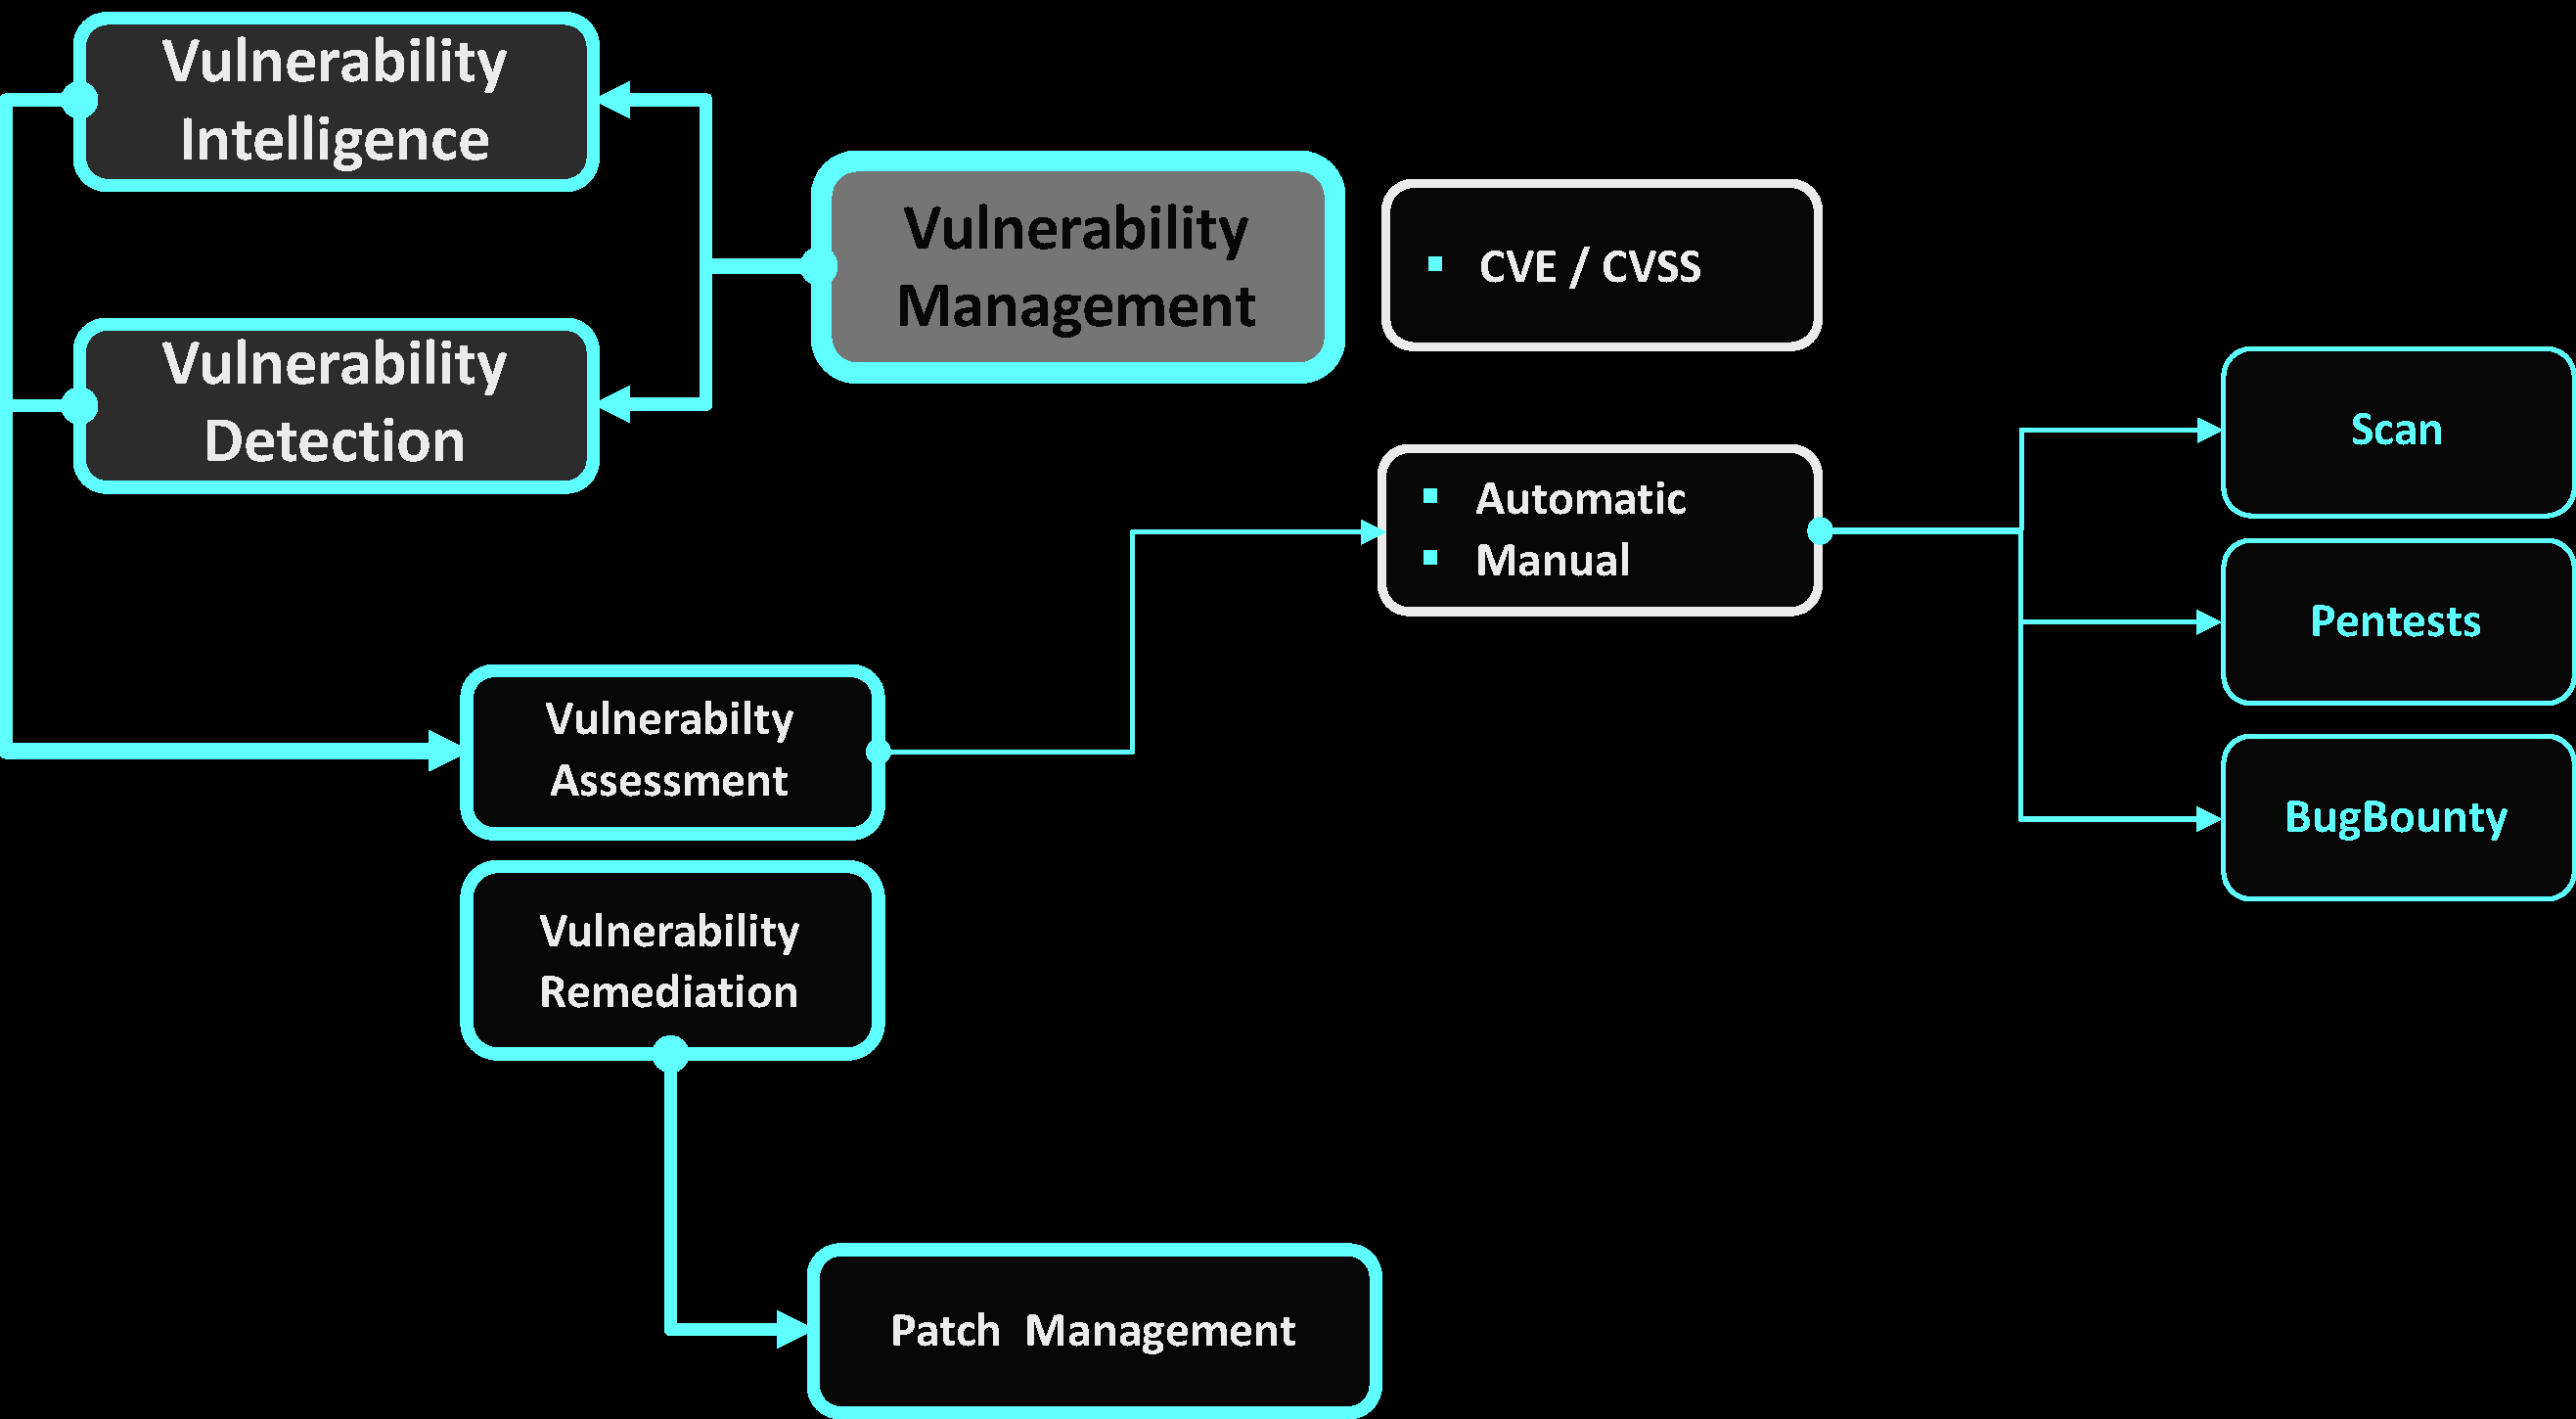 Vulnerability
Intelligence
Vulnerability
Management
CVE / CVSS
Vulnerability
Detection
Automatic
Manual
Scan
Pentests
BugBounty
Vulnerabilty
Assessment
Vulnerability
Remediation
Patch Management